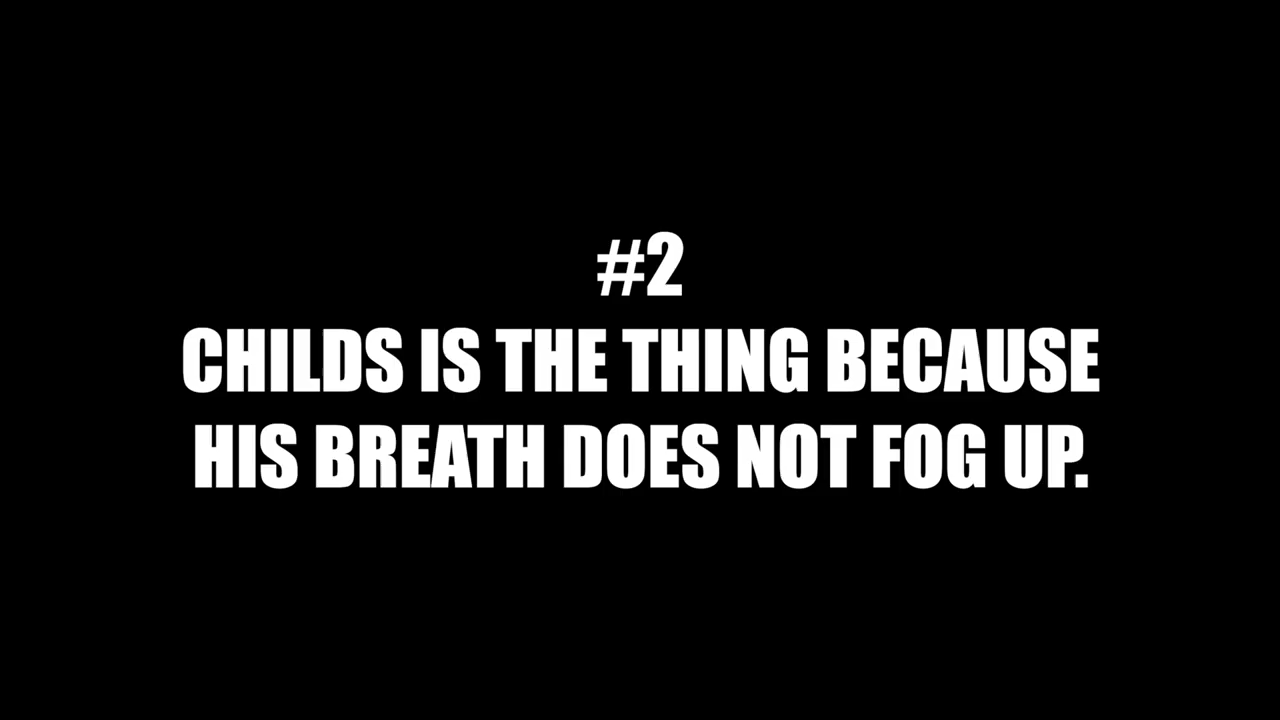 #2
CHILDS IS THE THING BECAUSE
HIS BREATH DOES NOT FOG UP.